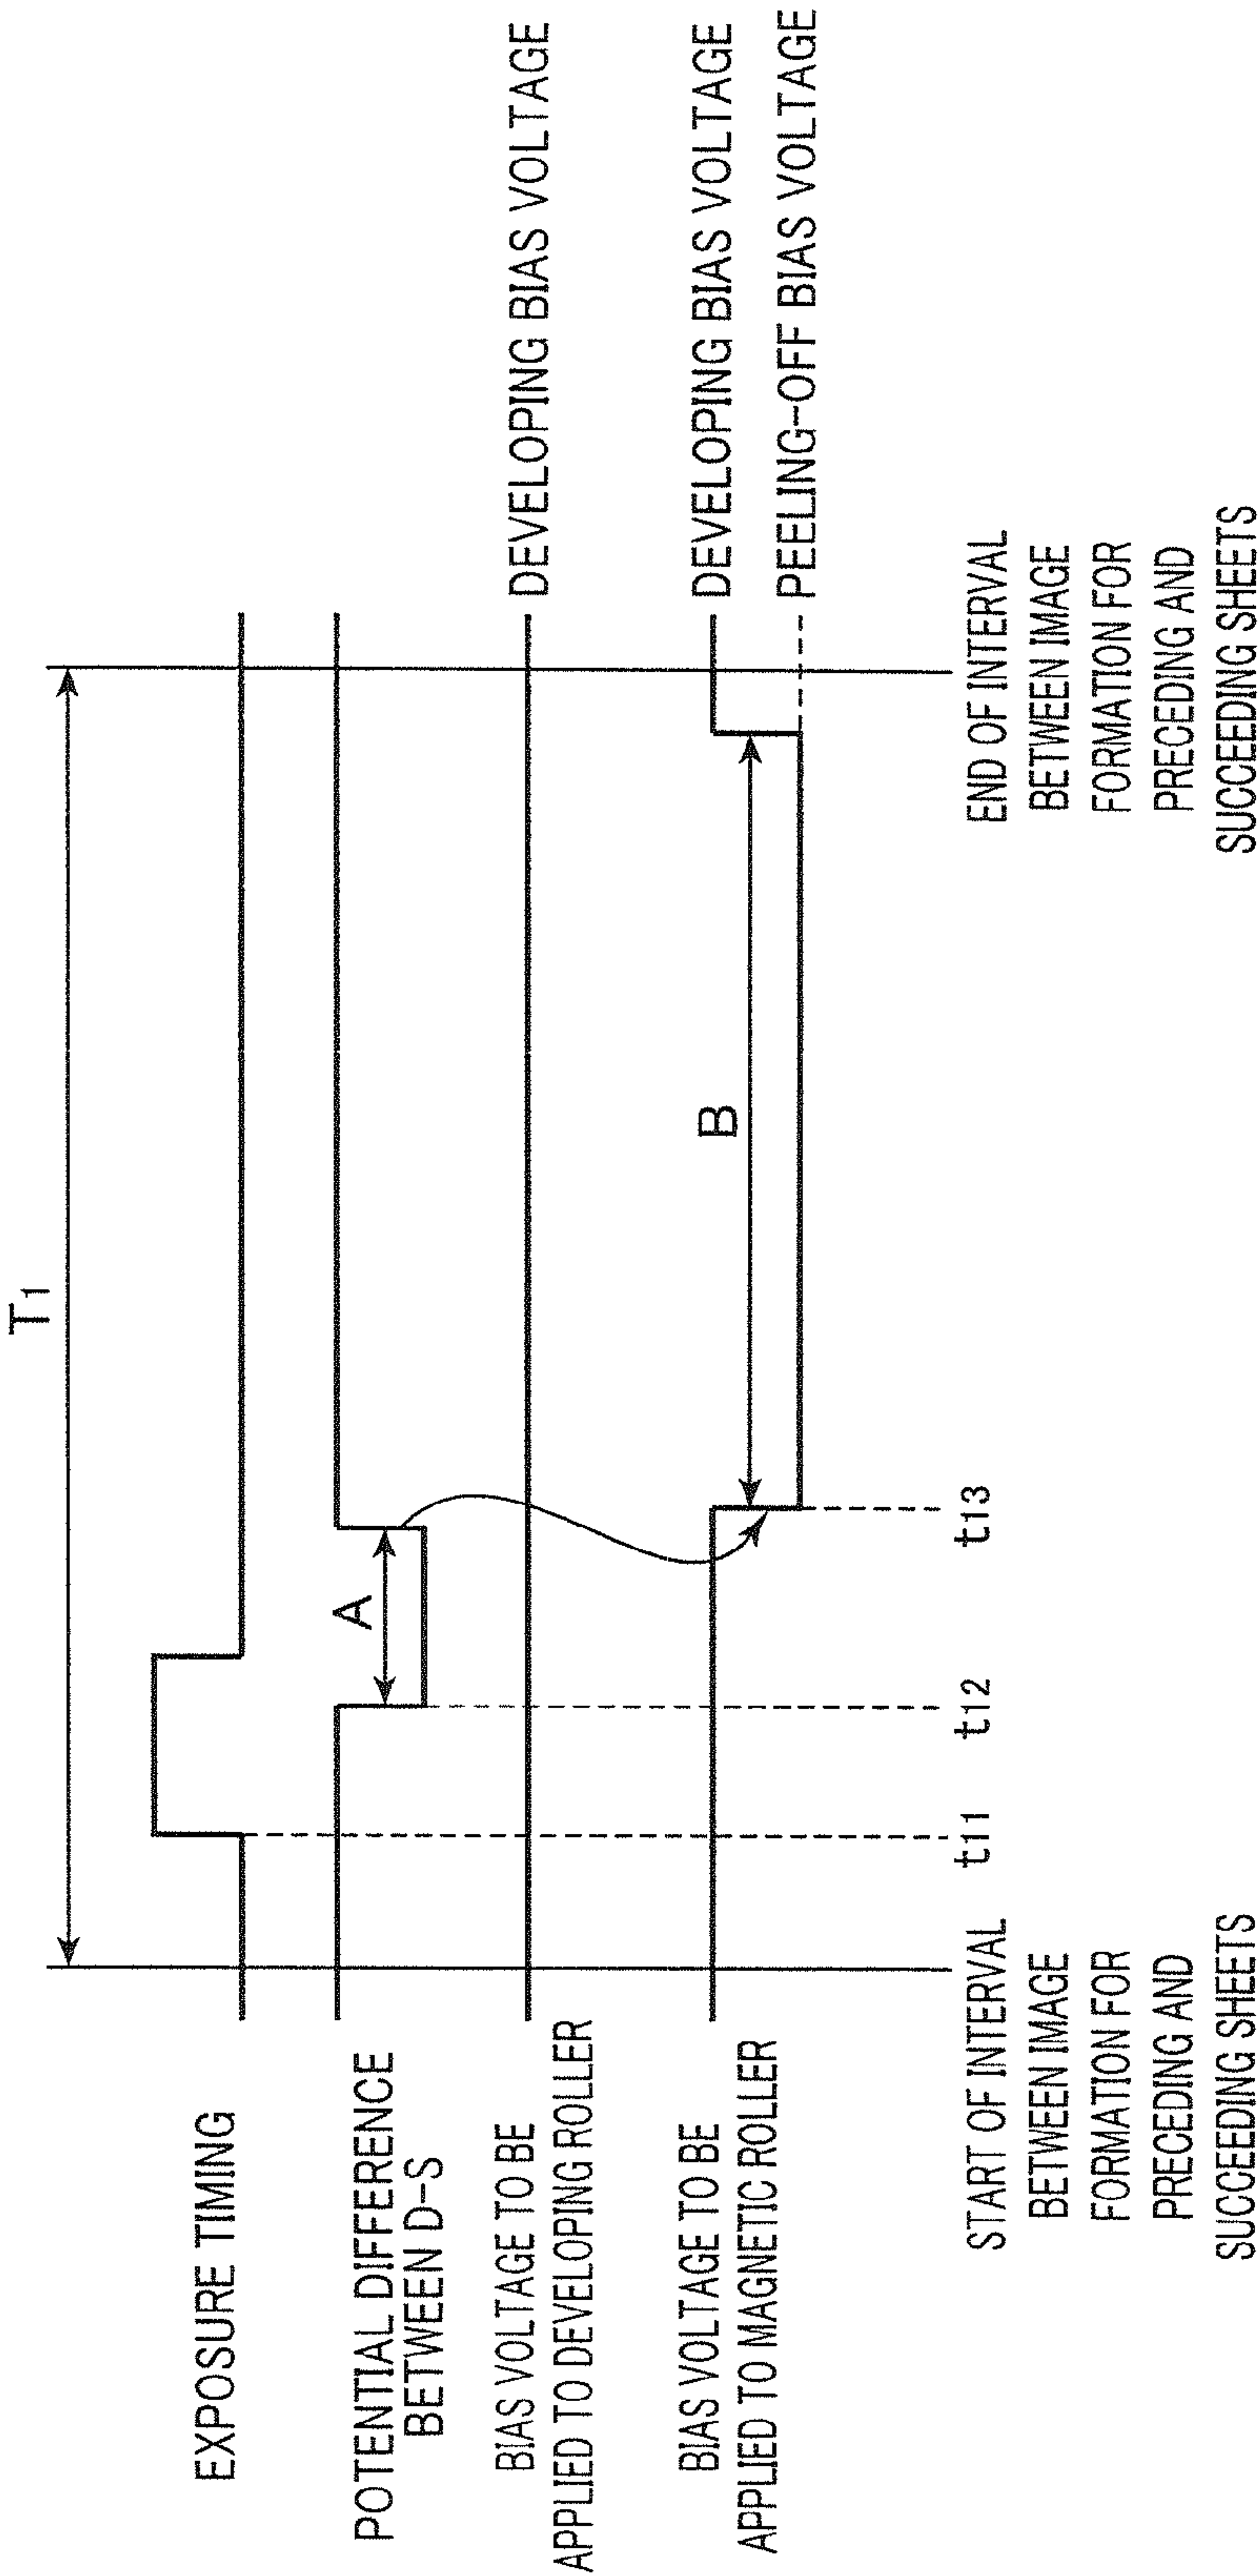 T1
EXPOSURE TIMING
POTENTIAL DIFFERENCE
BETWEEN D-S
A
BIAS VOLTAGE TO BE
APPLIED TO DEVELOPING ROLLER
DEVELOPING BIAS VOLTAGE
BIAS VOLTAGE TO BE
APPLIED TO MAGNETIC ROLLER
B
DEVELOPING BIAS VOLTAGE
PEELING-OFF BIAS VOLTAGE
t11
t12
t13
START OF INTERVAL
BETWEEN IMAGE
FORMATION FOR
PRECEDING AND
SUCCEEDING SHEETS
END OF INTERVAL
BETWEEN IMAGE
FORMATION FOR
PRECEDING AND
SUCCEEDING SHEETS